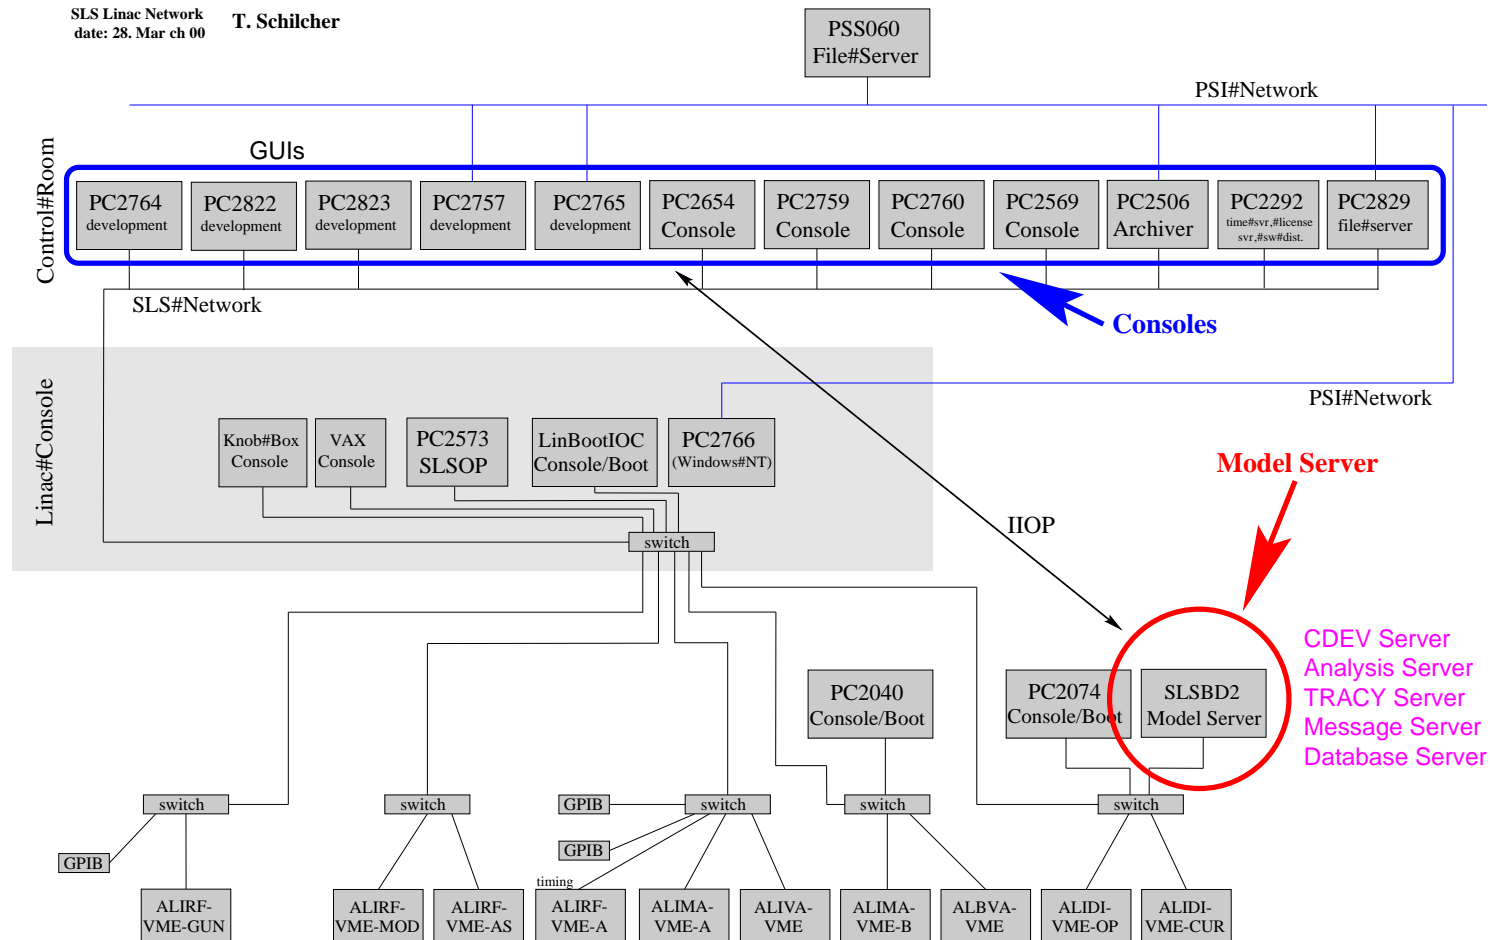 SLS Linac Network
date: 28. Mar ch 00
T. Schilcher
PSS060
File#Server
PSI#Network
Control#Room
GUIs
PC2764
development
PC2822
development
PC2823
development
PC2757
development
PC2765
development
PC2654
Console
PC2759
Console
PC2760
Console
PC2569
Console
PC2506
Archiver
PC2292
time#svr,#license
svr,#sw#dist.
PC2829
file#server
SLS#Network
Consoles
Linac#Console
PSI#Network
Knob#Box
Console
VAX
Console
PC2573
SLSOP
LinBootIOC
Console/Boot
PC2766
(Windows#NT)
switch
Model Server
IIOP
CDEV Server
Analysis Server
TRACY Server
Message Server
Database Server
PC2040
Console/Boot
PC2074
Console/Boot
SLSBD2
Model Server
switch
switch
GPIB
switch
switch
switch
GPIB
GPIB
timing
ALIRF-
VME-GUN
ALIRF-
VME-MOD
ALIRF-
VME-AS
ALIRF-
VME-A
ALIMA-
VME-A
ALIVA-
VME
ALIMA-
VME-B
ALBVA-
VME
ALIDI-
VME-OP
ALIDI-
VME-CUR